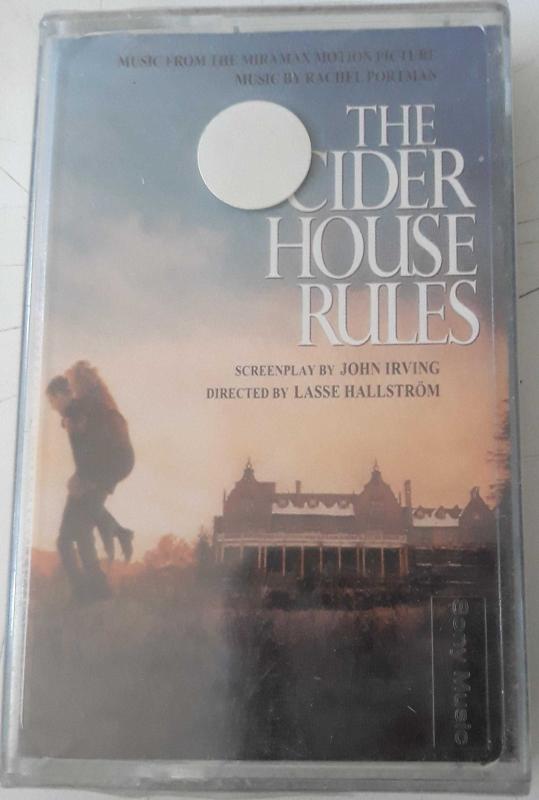 MUSIC FROM THE MIRAMAX MOTION PICTURE
MUSIC BY RACHEL PORTMAN
THE
CIDER
HOUSE
RULES
SCREENPLAY BY JOHN IRVING
DIRECTED BY LASSE HALLSTRÖM
Sony Music